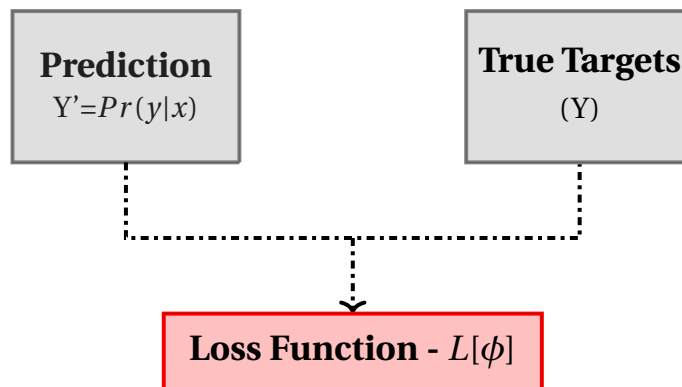 Prediction
Y’=Pr(y|x)
True Targets
(Y)
Loss Function - L[ϕ]